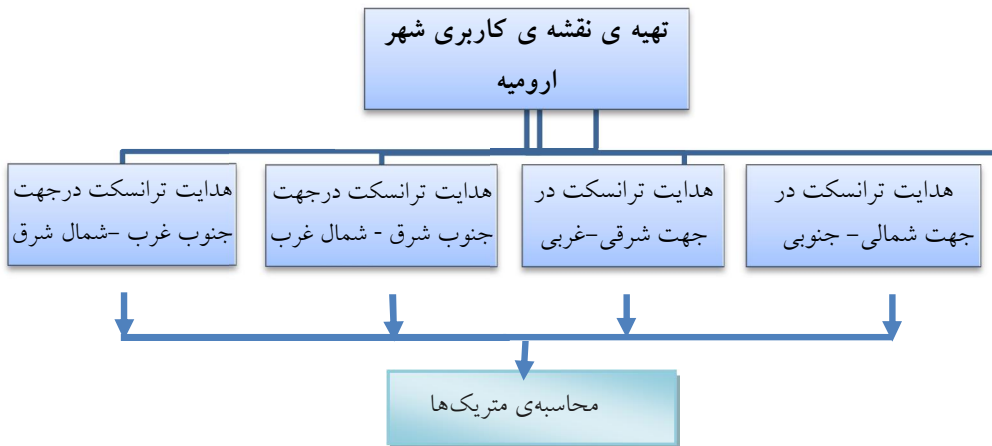 تهیه ی نقشه ی کاربری شهر
ارومیه
هدایت ترانسکت در
جهت شمالی– جنوبی
هدایت ترانسکت در
جهت شرقی–غربی
هدایت ترانسکت درجهت
جنوب شرق - شمال غرب
هدایت ترانسکت درجهت
جنوب غرب –شمال شرق
محاسبه‌ی متریک‌ها